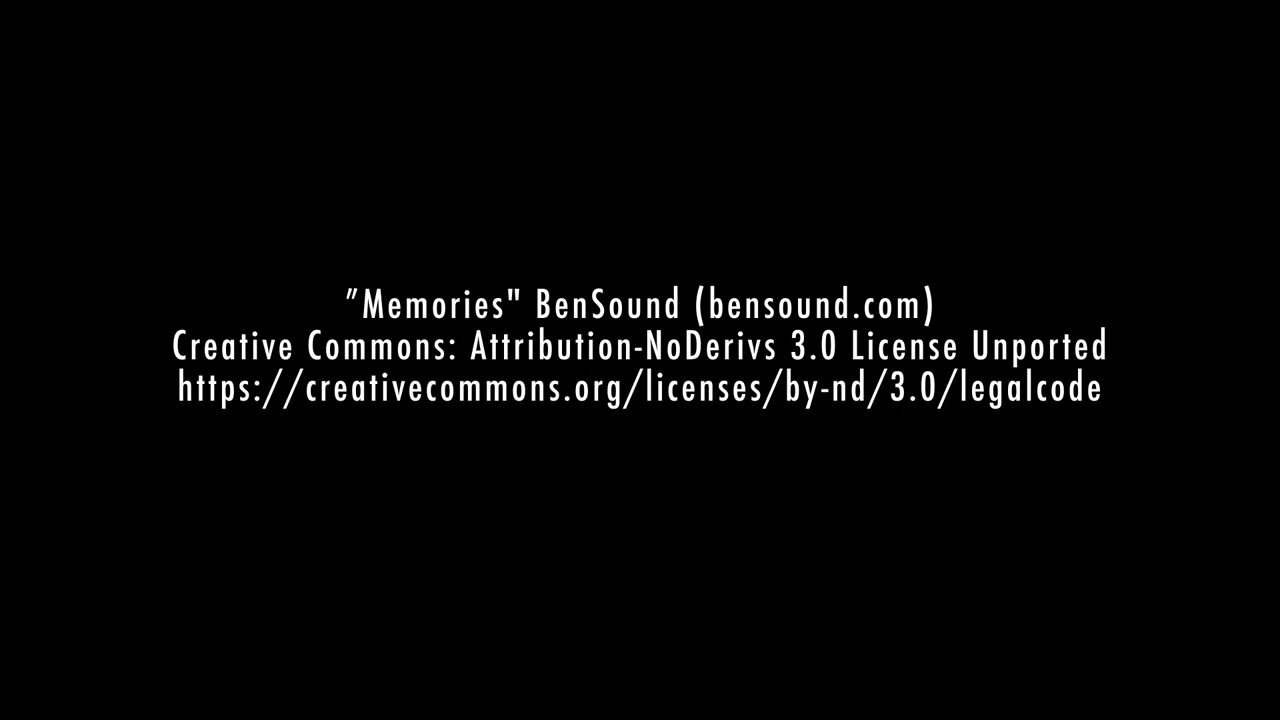 "Memories" BenSound (bensound.com)
Creative Commons: Attribution-NoDerivs 3.0 License Unported
https://creativecommons.org/licenses/by-nd/3.0/legalcode